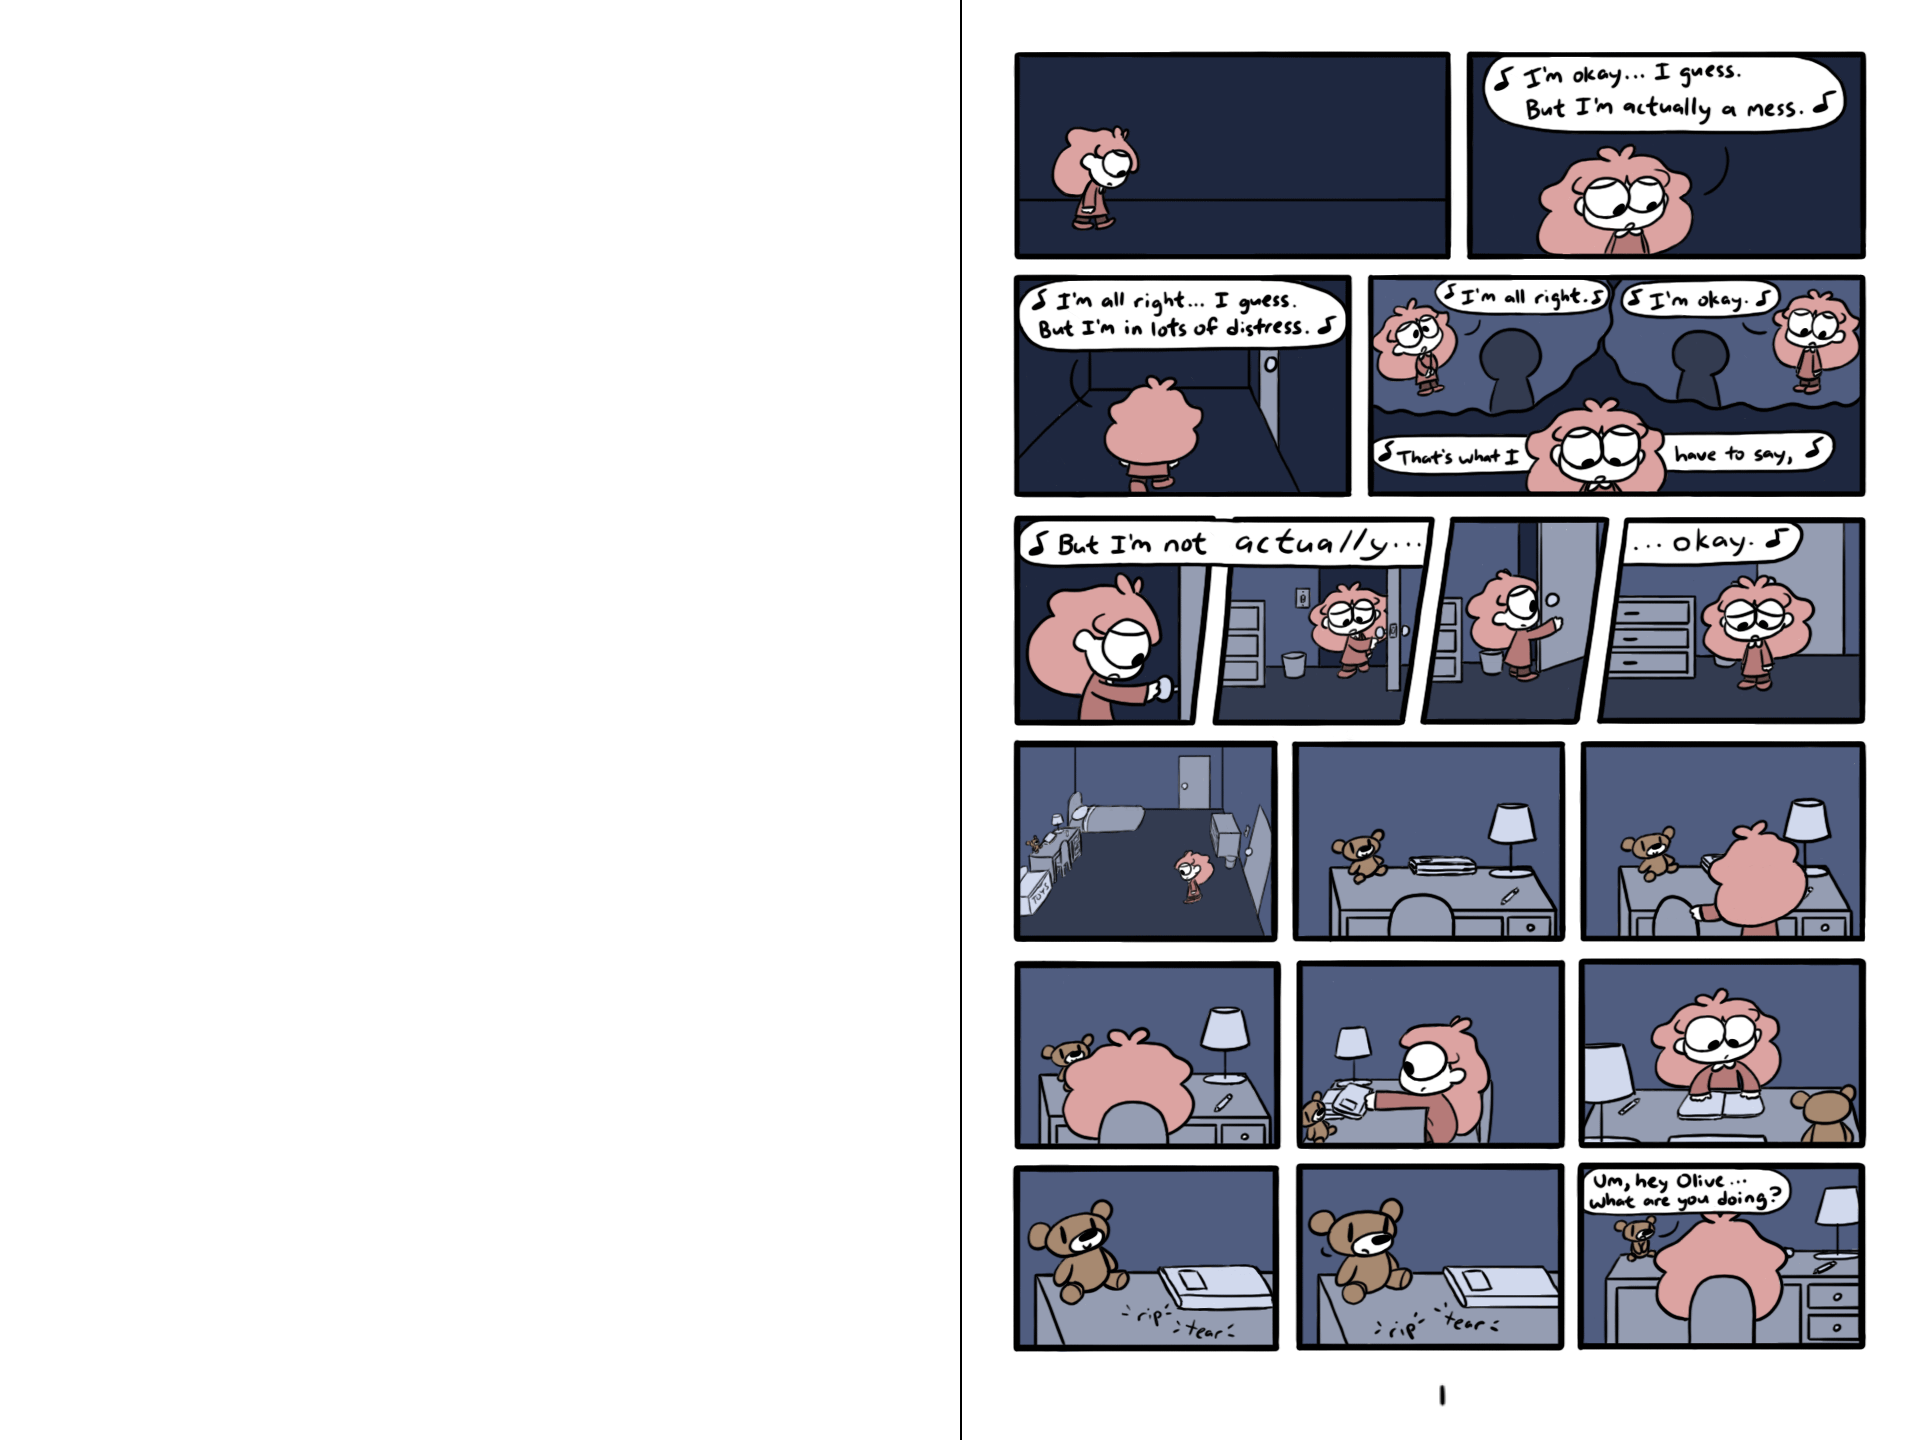 ♪ I'm okay... I guess.
But I'm actually a mess. ♪
♪ I'm all right... I guess.
But I'm in lots of distress. ♪
♪ I'm all right. ♪
♪ I'm okay. ♪
♪ That's what I have to say, ♪
♪ But I'm not actually...
...okay. ♪
TOYS
rip
tear
rip
tear
Um, hey Olive...
what are you doing?
1